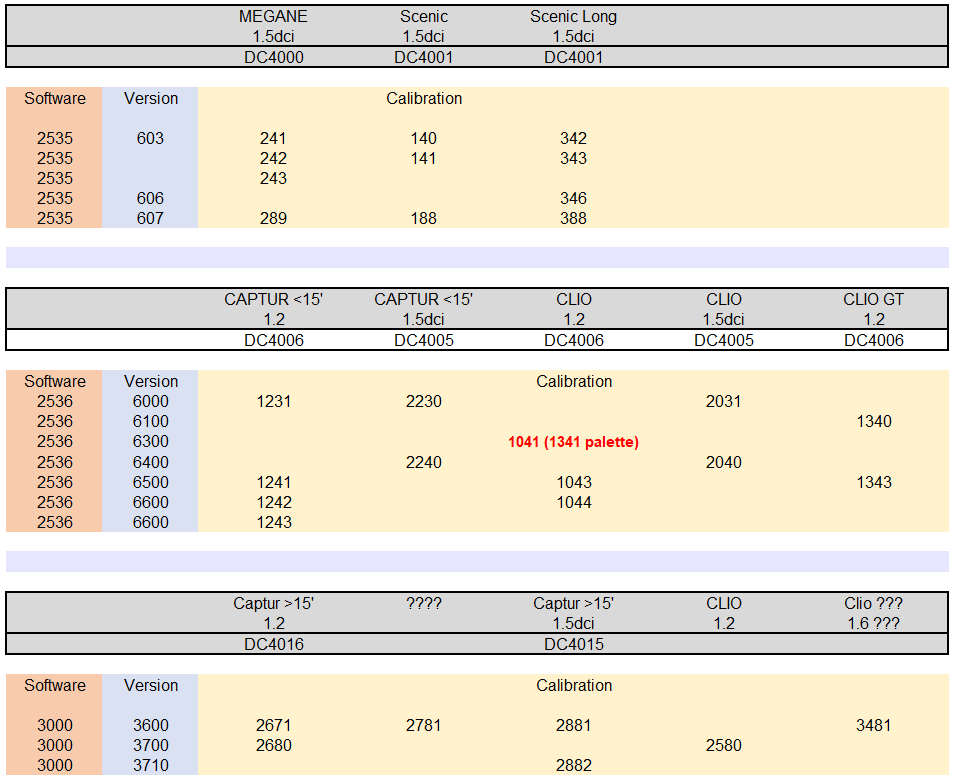 MEGANE Scenic Scenic Long
1.5dci 1.5dci 1.5dci
DC4000 DC4001 DC4001
Software Version Calibration
2535 603 241 140 342
2535 242 141 343
2535 243
2535 606 346
2535 607 289 188 388
CAPTUR <15' CAPTUR <15' CLIO CLIO CLIO GT
1.2 1.5dci 1.2 1.5dci 1.2
DC4006 DC4005 DC4006 DC4005 DC4006
Software Version Calibration
2536 6000 1231 2230 2031
2536 6100 1340
2536 6300 1041 (1341 palette)
2536 6400 2240 2040
2536 6500 1241 1043 1343
2536 6600 1242 1044
2536 6600 1243
Captur >15' ???? Captur >15' CLIO Clio ???
1.2 1.5dci 1.2 1.6 ???
DC4016 DC4015
Software Version Calibration
3000 3600 2671 2781 2881 3481
3000 3700 2680 2580
3000 3710 2882